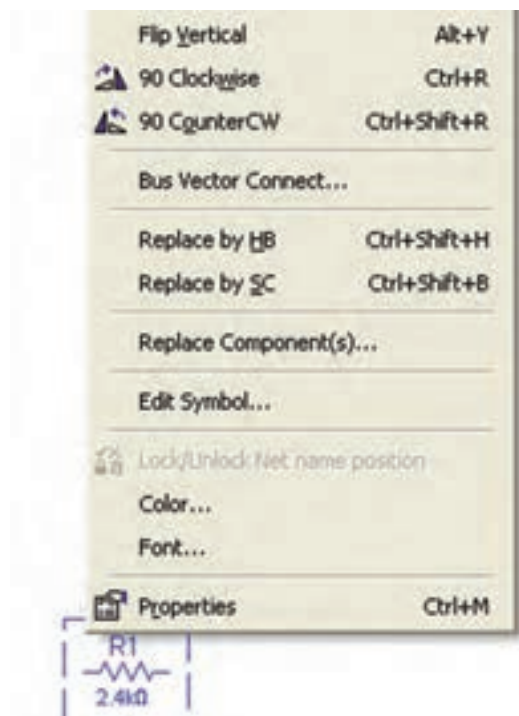 Flip Vertical Alt+Y
90 Clockwise Ctrl+R
90 CounterCW Ctrl+Shift+R
Bus Vector Connect...
Replace by HB Ctrl+Shift+H
Replace by SC Ctrl+Shift+B
Replace Component(s)...
Edit Symbol...
Lock/Unlock Net name position
Color...
Font...
Properties Ctrl+M
R1
2.4kΩ